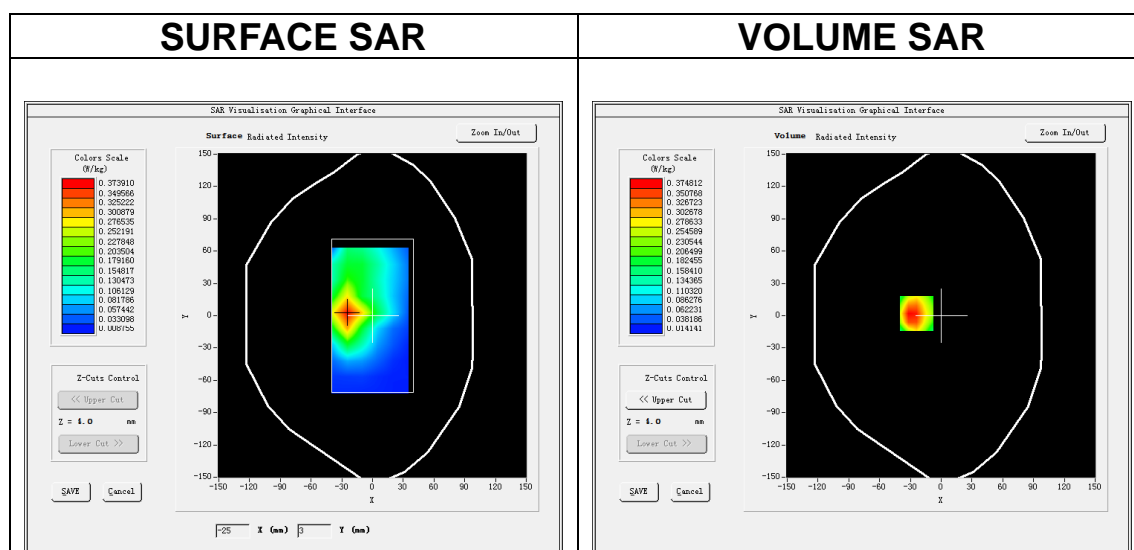 SURFACE SAR
SAR Visualisation Graphical Interface
Surface Radiated Intensity
Zoom In/Out
Colors Scale
(W/kg)
0.373910
0.349566
0.325222
0.300879
0.276535
0.252191
0.227848
0.203504
0.179160
0.154817
0.130473
0.106129
0.081786
0.057442
0.033098
0.008755
150
120
90
60
30
0
-30
-60
-90
-120
-150
Y
-150 -120 -90 -60 -30 0 30 60 90 120 150
X
Z-Cuts Control
<< Upper Cut
Z = 4.0 mm
Lower Cut >>
SAVE Cancel
-25 X (mm) 3 Y (mm)
VOLUME SAR
SAR Visualisation Graphical Interface
Volume Radiated Intensity
Zoom In/Out
Colors Scale
(W/kg)
0.374812
0.350768
0.326723
0.302678
0.278633
0.254589
0.230544
0.206499
0.182455
0.158410
0.134365
0.110320
0.086276
0.062231
0.038186
0.014141
150
120
90
60
30
0
-30
-60
-90
-120
-150
Y
-150 -120 -90 -60 -30 0 30 60 90 120 150
X
Z-Cuts Control
<< Upper Cut
Z = 4.0 mm
Lower Cut >>
SAVE Cancel